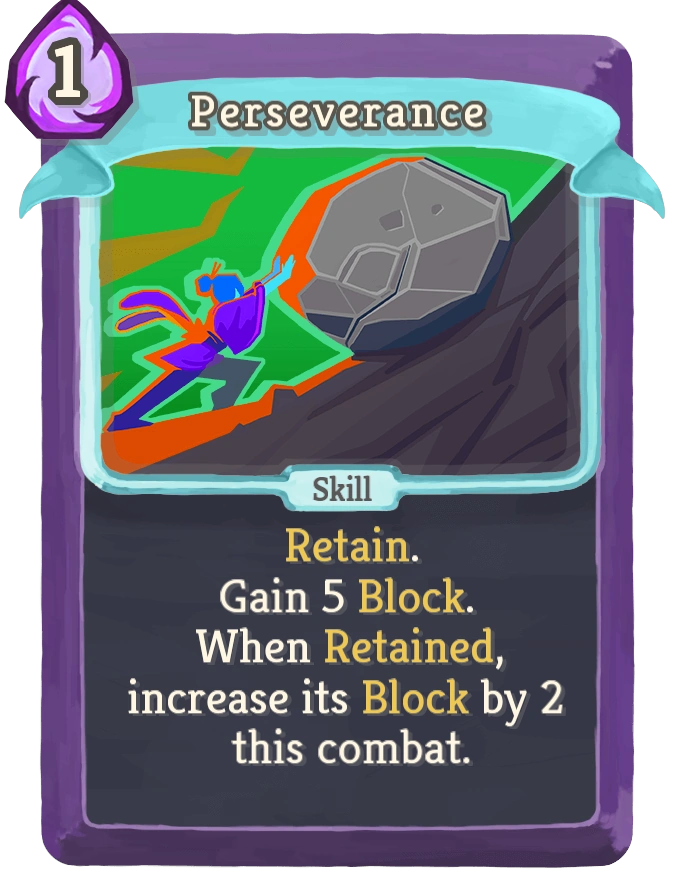 1
Perseverance
Skill
Retain.
Gain 5 Block.
When Retained,
increase its Block by 2
this combat.